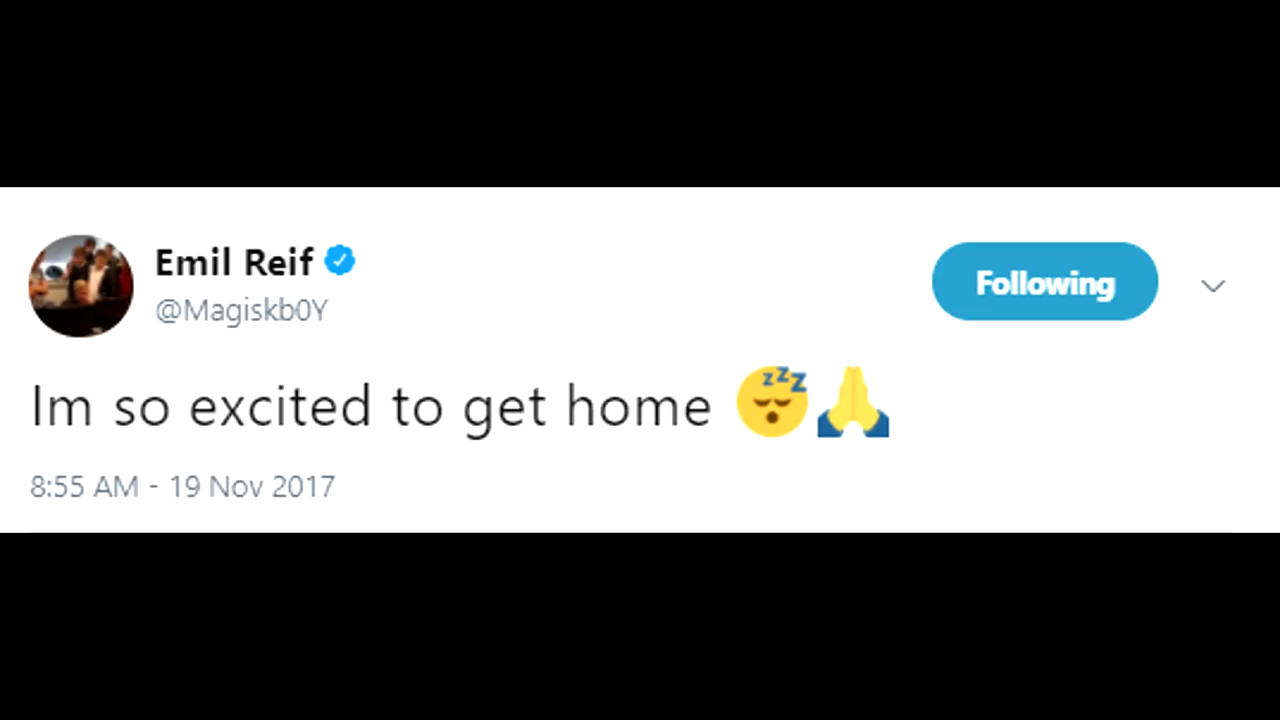 Emil Reif
@Magiskb0Y
Following
Im so excited to get home 😴🙏
8:55 AM - 19 Nov 2017